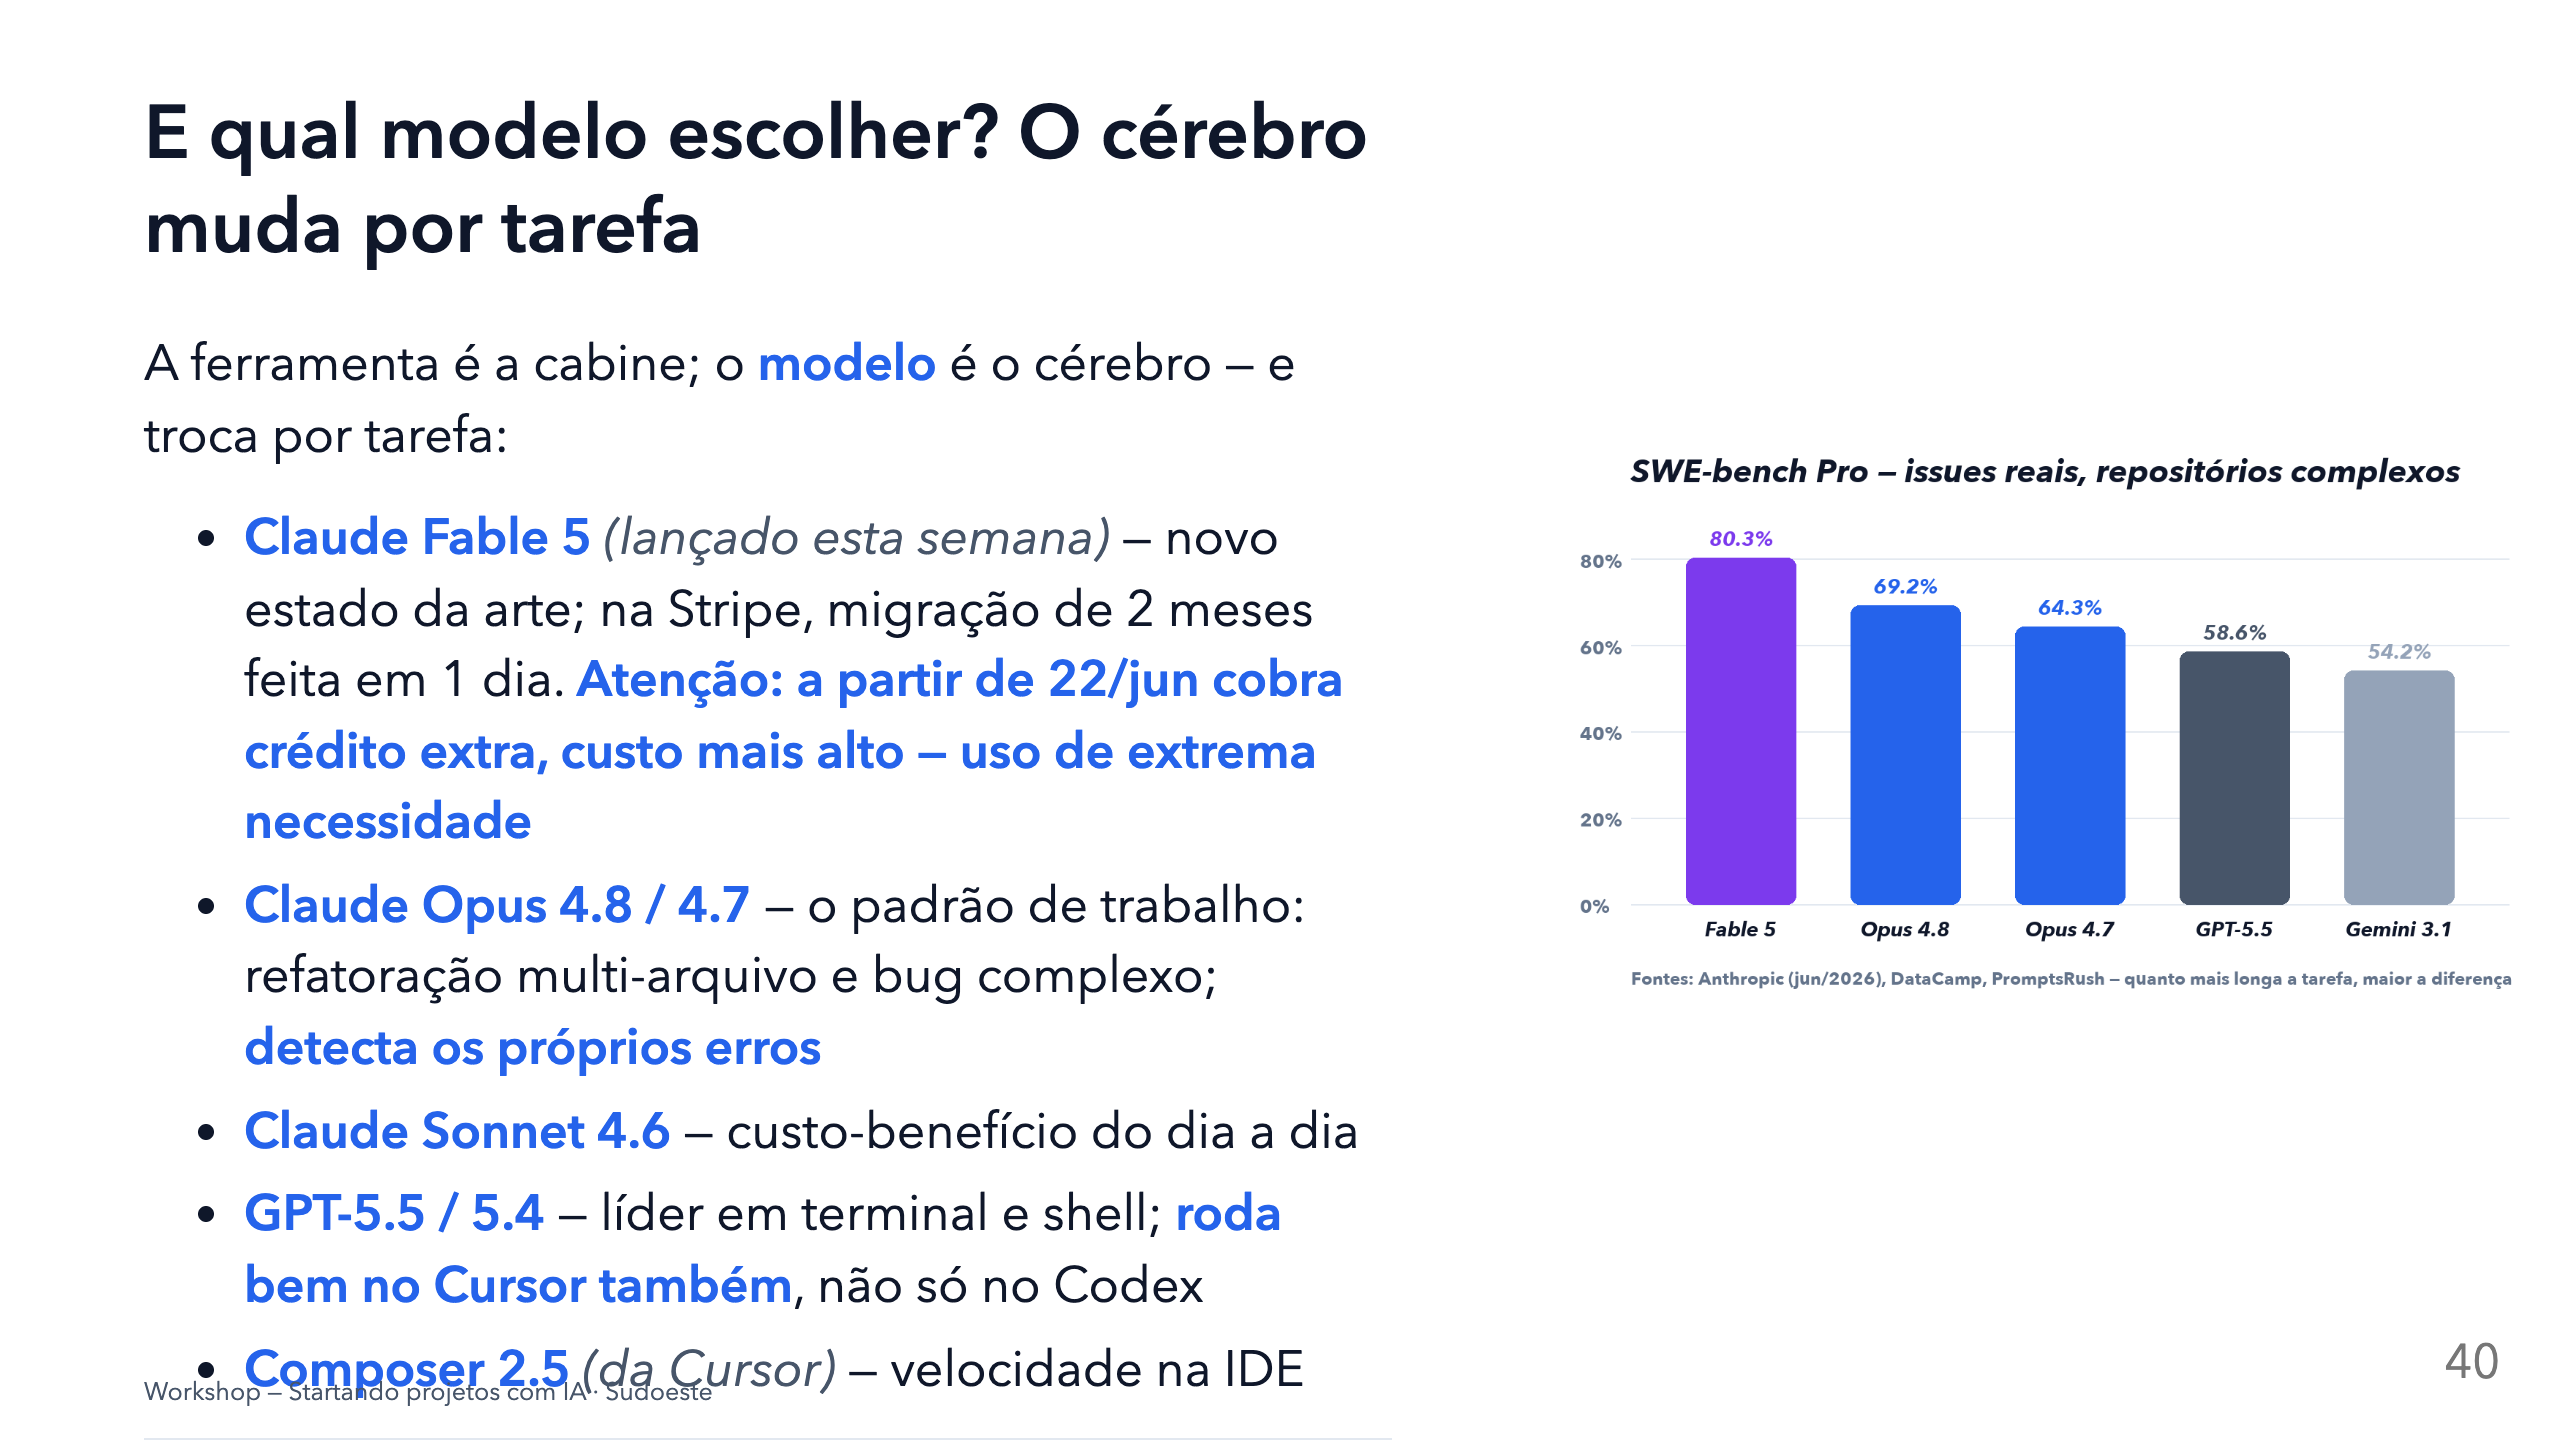 E qual modelo escolher? O cérebro
muda por tarefa
A ferramenta é a cabine; o modelo é o cérebro – e
troca por tarefa:
• Claude Fable 5 (lançado esta semana) – novo
estado da arte; na Stripe, migração de 2 meses
feita em 1 dia. Atenção: a partir de 22/jun cobra
crédito extra, custo mais alto – uso de extrema
necessidade
• Claude Opus 4.8 / 4.7 – o padrão de trabalho:
refatoração multi-arquivo e bug complexo;
detecta os próprios erros
• Claude Sonnet 4.6 – custo-benefício do dia a dia
• GPT-5.5 / 5.4 – líder em terminal e shell; roda
bem no Cursor também, não só no Codex
• Composer 2.5 (da Cursor) – velocidade na IDE
Workshop – Startando projetos com IA · Sudoeste
SWE-bench Pro – issues reais, repositórios complexos
80.3%
69.2%
64.3%
58.6%
54.2%
80%
60%
40%
20%
0%
Fable 5
Opus 4.8
Opus 4.7
GPT-5.5
Gemini 3.1
Fontes: Anthropic (jun/2026), DataCamp, PromptsRush – quanto mais longa a tarefa, maior a diferença
40